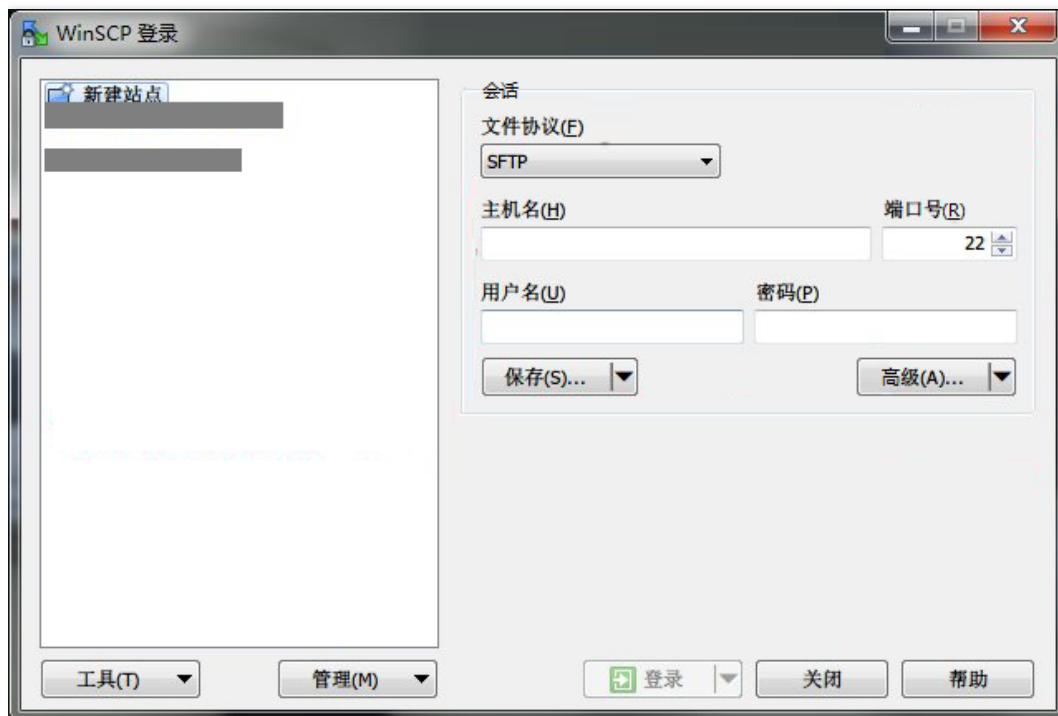 WinSCP 登录
新建站点
会话
文件协议(F)
SFTP
主机名(H) 端口号(R)
22
用户名(U) 密码(P)
保存(S)... 高级(A)...
工具(T) 管理(M) 登录 关闭 帮助